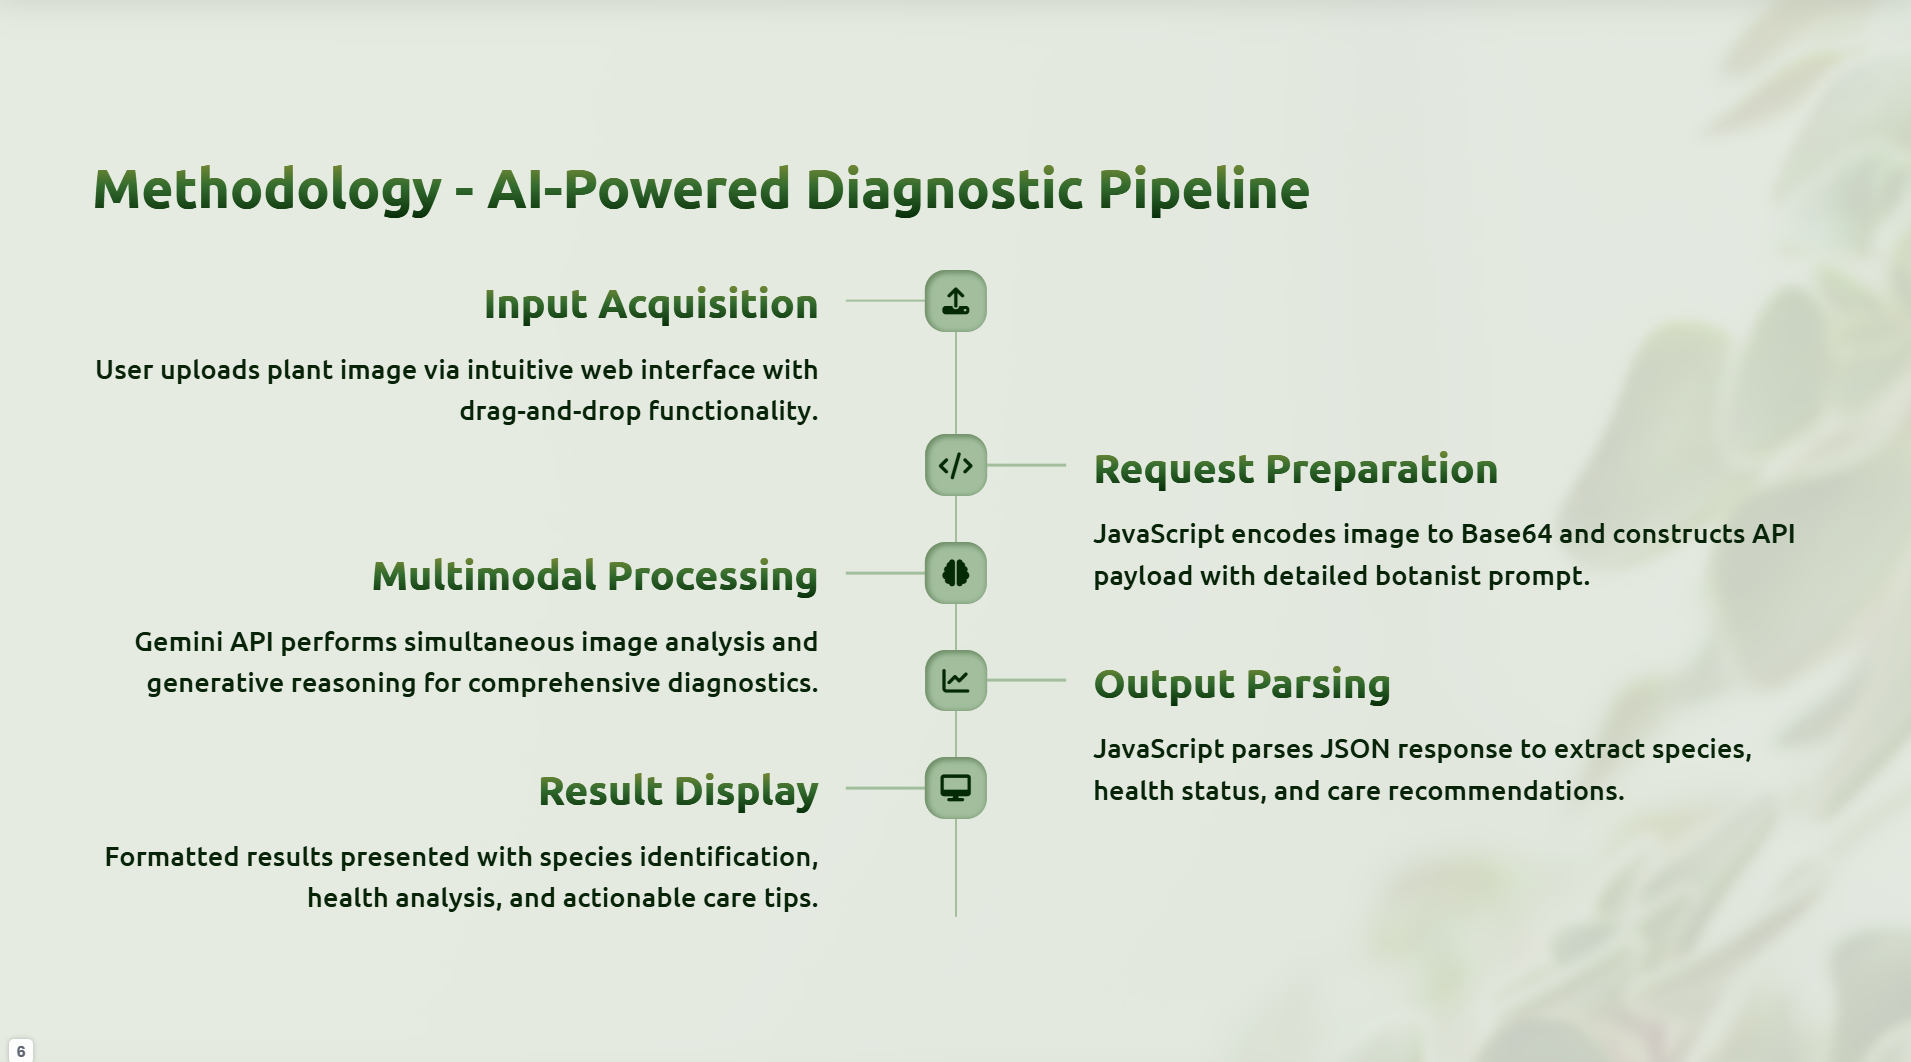 Methodology - AI-Powered Diagnostic Pipeline
Input Acquisition
User uploads plant image via intuitive web interface with
drag-and-drop functionality.
Request Preparation
JavaScript encodes image to Base64 and constructs API
payload with detailed botanist prompt.
Multimodal Processing
Gemini API performs simultaneous image analysis and
generative reasoning for comprehensive diagnostics.
Output Parsing
JavaScript parses JSON response to extract species,
health status, and care recommendations.
Result Display
Formatted results presented with species identification,
health analysis, and actionable care tips.
6